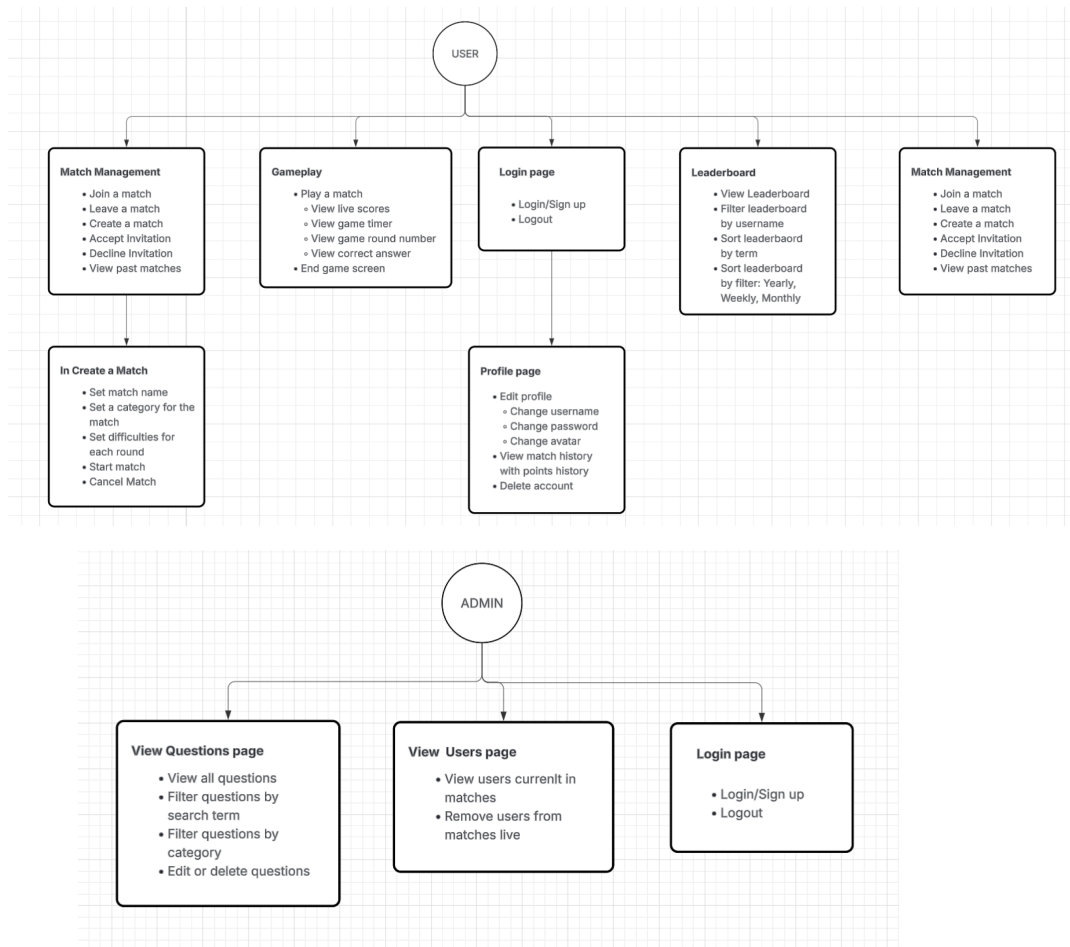 USER
Match Management
• Join a match
• Leave a match
• Create a match
• Accept Invitation
• Decline Invitation
• View past matches
Gameplay
• Play a match
◦ View live scores
◦ View game timer
◦ View game round number
◦ View correct answer
• End game screen
Login page
• Login/Sign up
• Logout
Leaderboard
• View Leaderboard
• Filter leaderboard
by username
• Sort leaderbaord
by term
• Sort leaderboard
by filter: Yearly,
Weekly, Monthly
Match Management
• Join a match
• Leave a match
• Create a match
• Accept Invitation
• Decline Invitation
• View past matches
In Create a Match
• Set match name
• Set a category for the
match
• Set difficulties for
each round
• Start match
• Cancel Match
Profile page
• Edit profile
◦ Change username
◦ Change password
◦ Change avatar
• View match history
with points history
• Delete account
ADMIN
View Questions page
• View all questions
• Filter questions by
search term
• Filter questions by
category
• Edit or delete questions
View Users page
• View users currenlt in
matches
• Remove users from
matches live
Login page
• Login/Sign up
• Logout